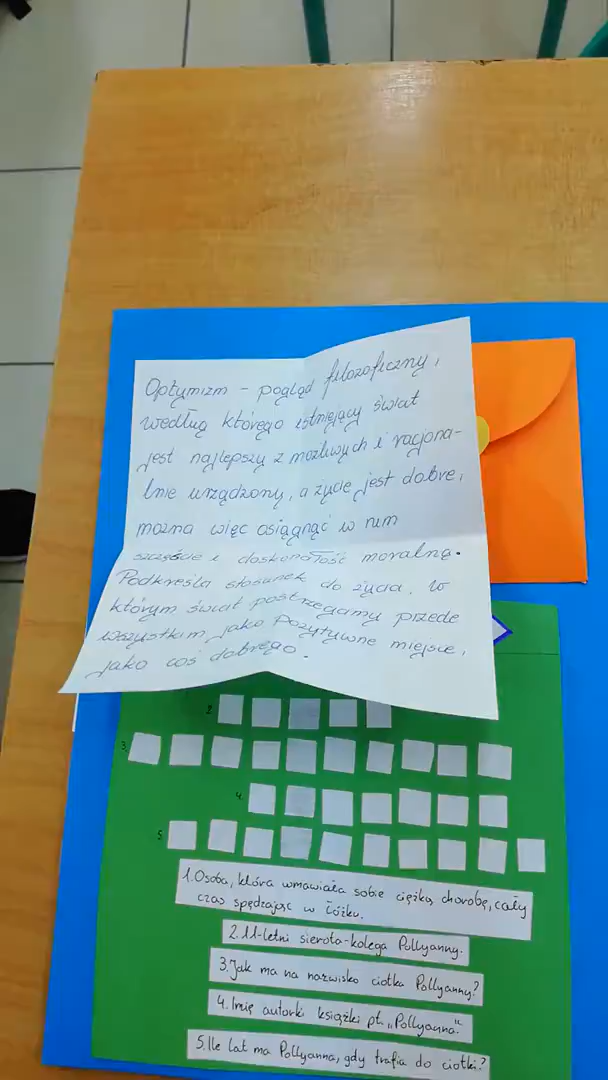 Optymizm - pogląd filozoficzny,
według którego istniejący świat
jest najlepszy z możliwych i racjona-
lnie urządzony, a życie jest dobre,
można więc osiągnąć w nim
szczęście i doskonałość moralną.
Podkreśla stosunek do życia, w
którym świat postrzegamy przede
wszystkim jako pozytywne miejsce,
jako coś dobrego.
2.
3.
4.
5.
1. Osoba, która wmawiała sobie ciężką chorobę, cały
czas spędzając w łóżku.
2. 11-letni sierota-kolega Pollyanny.
3. Jak ma na nazwisko ciotka Pollyanny?
4. Imię autorki książki pt. „Pollyanna".
5. Ile lat ma Pollyanna, gdy trafia do ciotki?